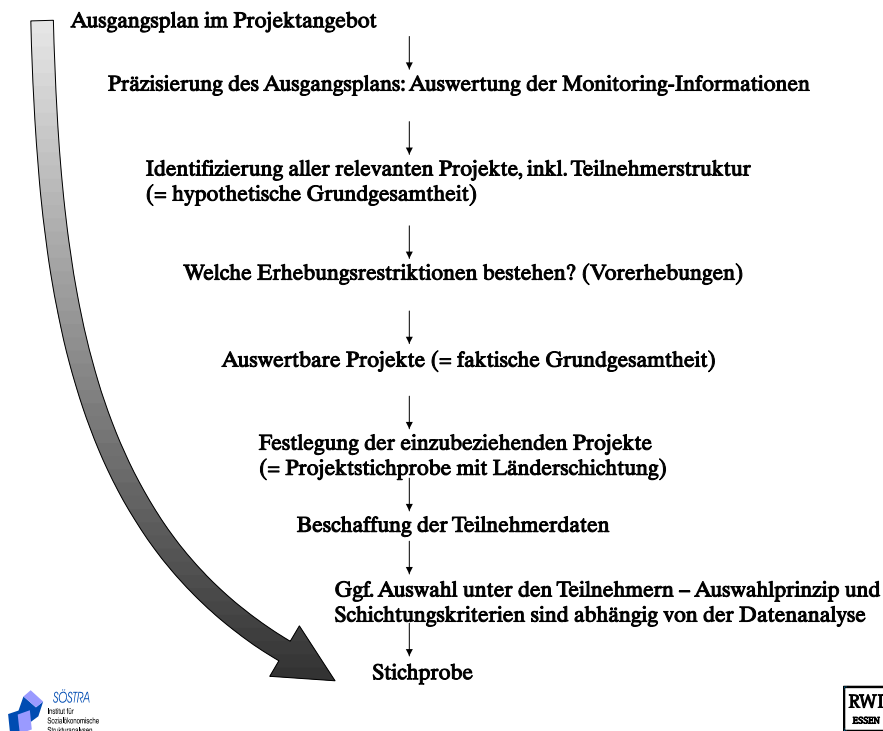 Ausgangsplan im Projektangebot
Präzisierung des Ausgangsplans: Auswertung der Monitoring-Informationen
Identifizierung aller relevanten Projekte, inkl. Teilnehmerstruktur
(= hypothetische Grundgesamtheit)
Welche Erhebungsrestriktionen bestehen? (Vorerhebungen)
Auswertbare Projekte (= faktische Grundgesamtheit)
Festlegung der einzubeziehenden Projekte
(= Projektstichprobe mit Länderschichtung)
Beschaffung der Teilnehmerdaten
Ggf. Auswahl unter den Teilnehmern – Auswahlprinzip und
Schichtungskriterien sind abhängig von der Datenanalyse
Stichprobe
SÖSTRA
Institut für
Sozialökonomische
Strukturanalysen
RWI
ESSEN